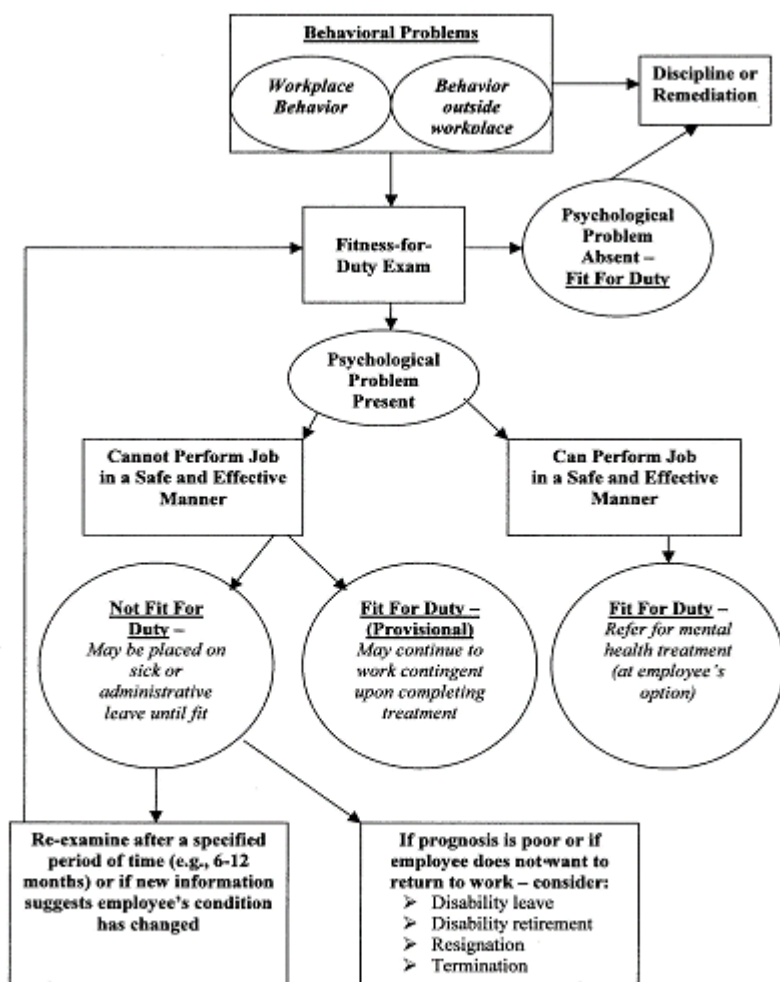 Behavioral Problems
Workplace
Behavior
Behavior
outside
workplace
Discipline or
Remediation
Fitness-for-
Duty Exam
Psychological
Problem
Absent –
Fit For Duty
Psychological
Problem
Present
Cannot Perform Job
in a Safe and Effective
Manner
Can Perform Job
in a Safe and Effective
Manner
Not Fit For
Duty –
May be placed on
sick or
administrative
leave until fit
Fit For Duty –
(Provisional)
May continue to
work contingent
upon completing
treatment
Fit For Duty –
Refer for mental
health treatment
(at employee's
option)
Re-examine after a specified
period of time (e.g., 6-12
months) or if new information
suggests employee's condition
has changed
If prognosis is poor or if
employee does not want to
return to work – consider:
➢ Disability leave
➢ Disability retirement
➢ Resignation
➢ Termination